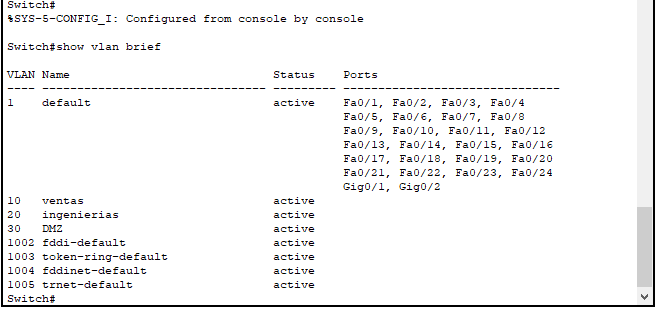 Switch#
%SYS-5-CONFIG_I: Configured from console by console
Switch#show vlan brief
VLAN Name                             Status    Ports
---- -------------------------------- --------- -------------------------------
1    default                          active    Fa0/1, Fa0/2, Fa0/3, Fa0/4
                                                Fa0/5, Fa0/6, Fa0/7, Fa0/8
                                                Fa0/9, Fa0/10, Fa0/11, Fa0/12
                                                Fa0/13, Fa0/14, Fa0/15, Fa0/16
                                                Fa0/17, Fa0/18, Fa0/19, Fa0/20
                                                Fa0/21, Fa0/22, Fa0/23, Fa0/24
                                                Gig0/1, Gig0/2
10   ventas                           active
20   ingenierias                      active
30   DMZ                              active
1002 fddi-default                     active
1003 token-ring-default               active
1004 fddinet-default                  active
1005 trnet-default                    active
Switch#